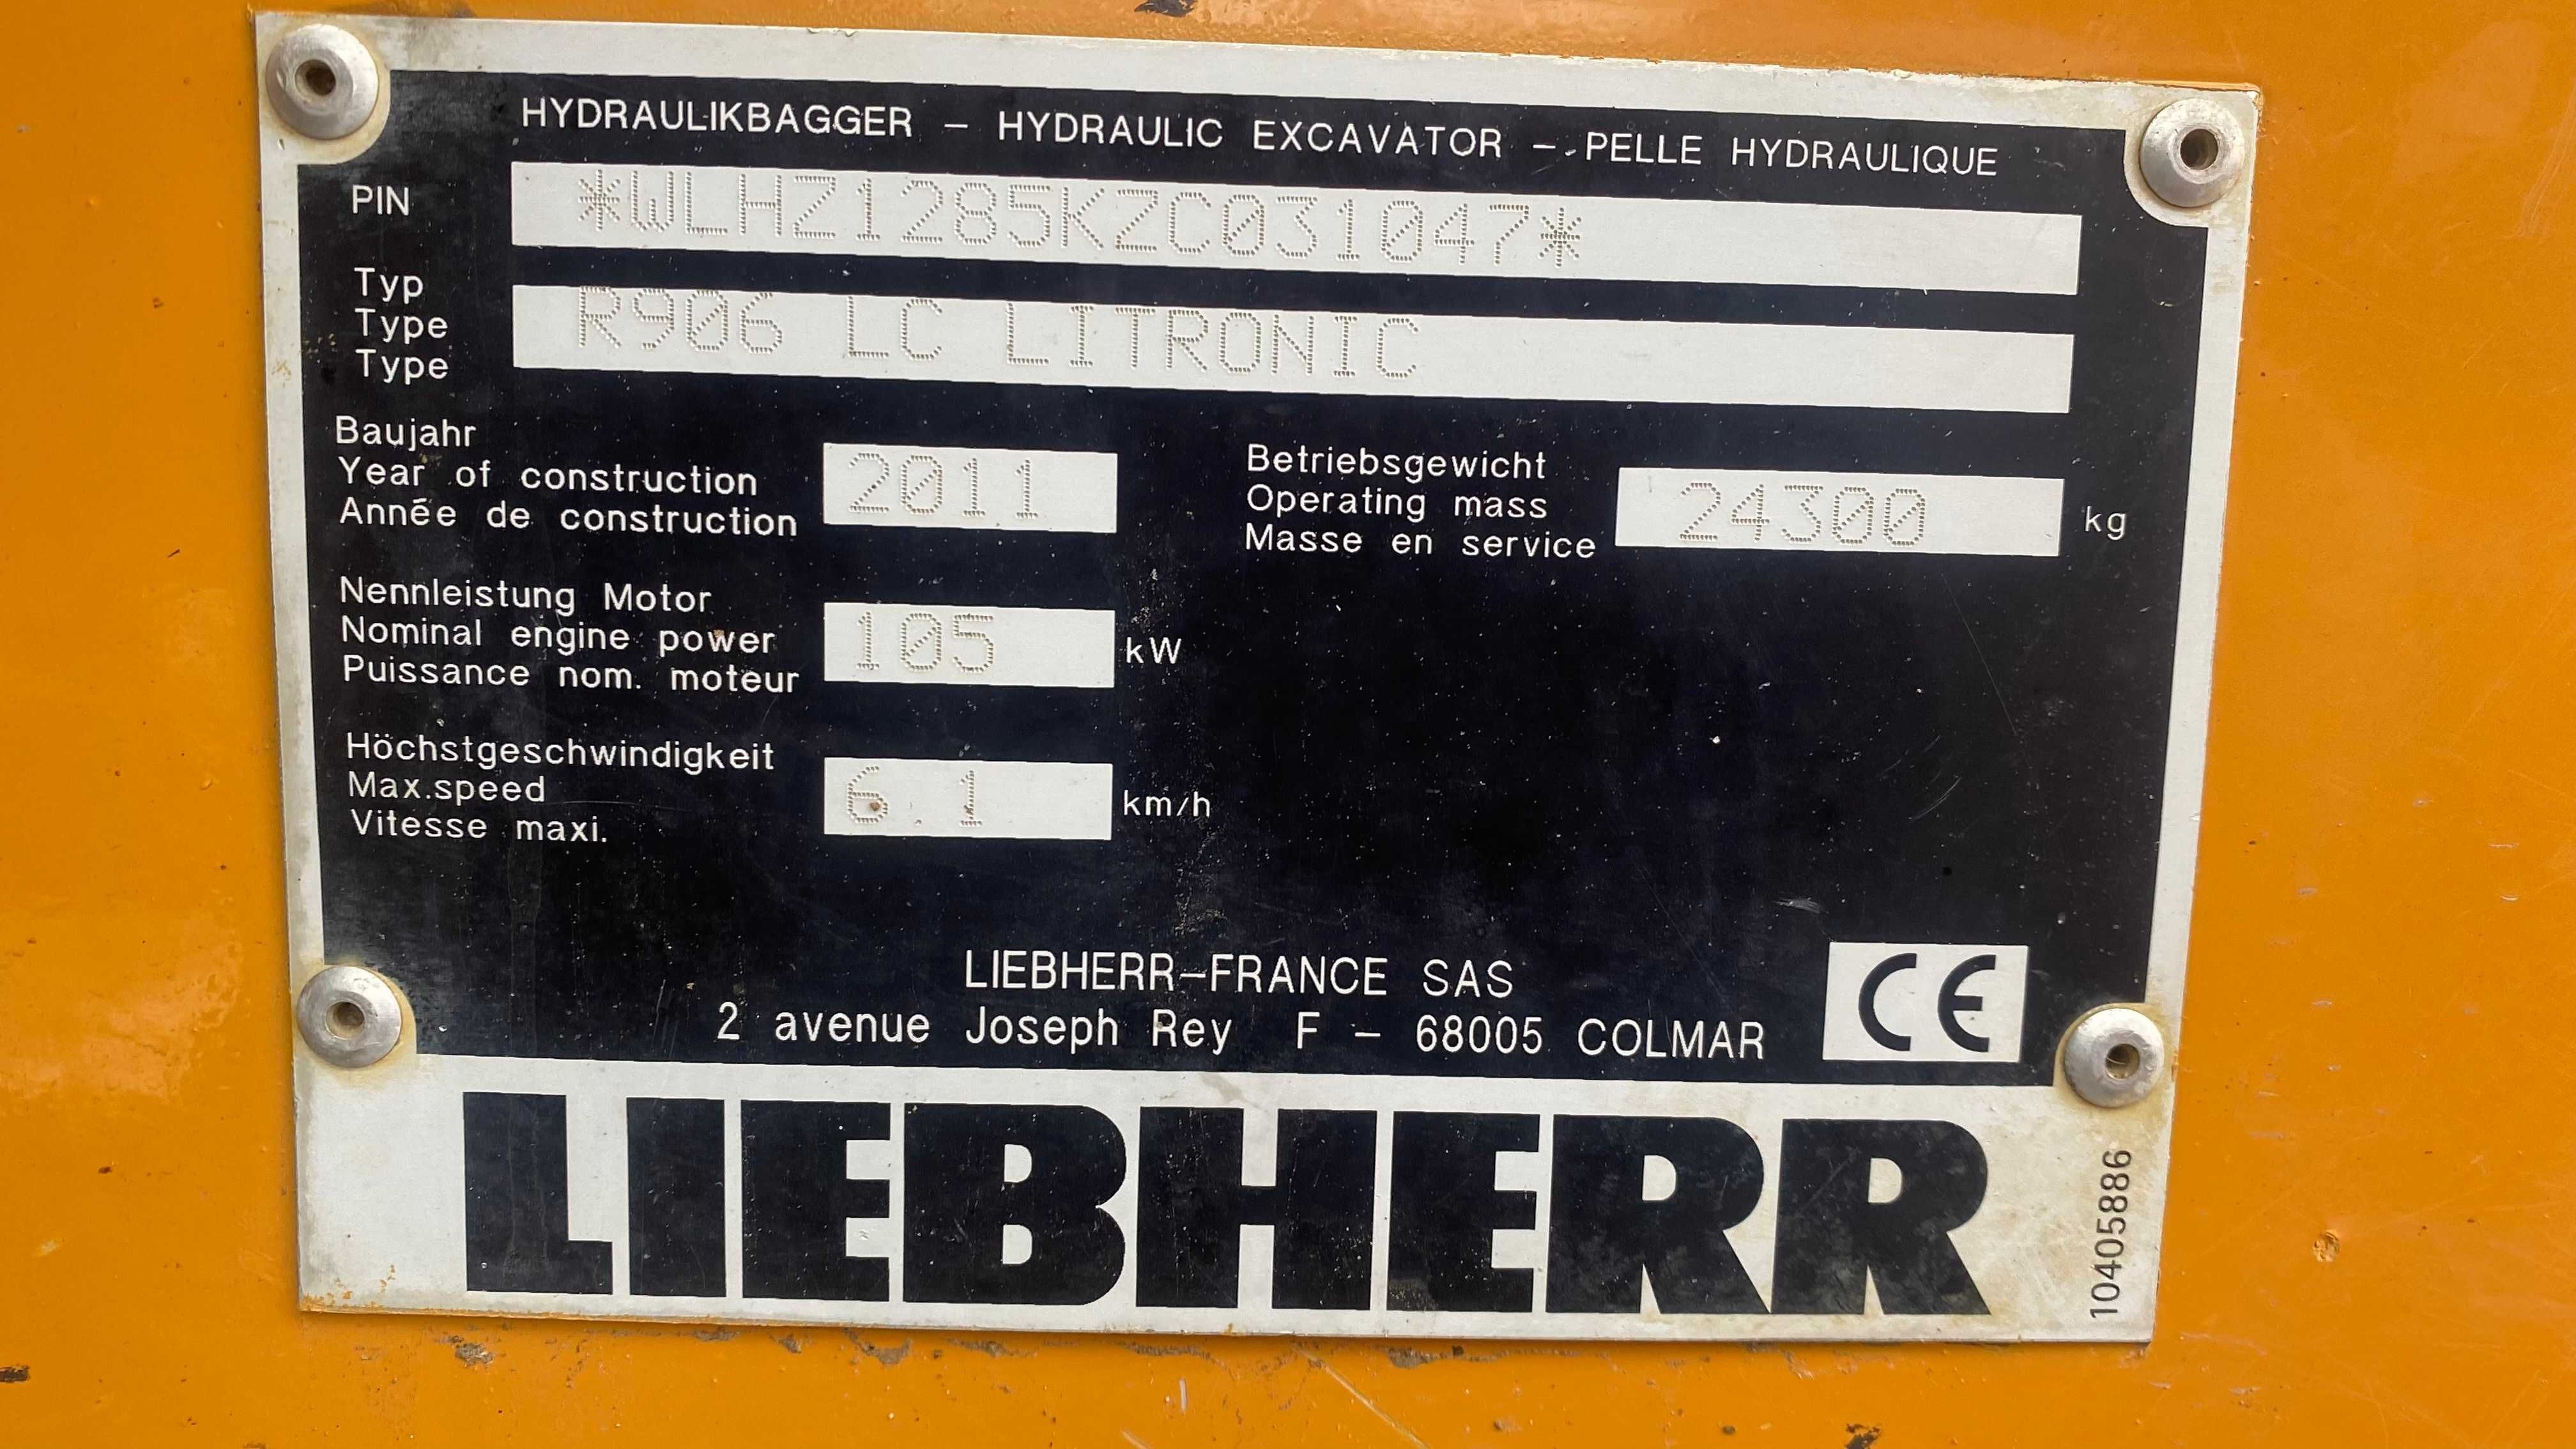 HYDRAULIKBAGGER - HYDRAULIC EXCAVATOR - PELLE HYDRAULIQUE
PIN *WLHZ1285KZC031047*
Typ
Type
Type
R906 LC LITRONIC
Baujahr
Year of construction
Année de construction
2011
Betriebsgewicht
Operating mass
Masse en service
24300 kg
Nennleistung Motor
Nominal engine power
Puissance nom. moteur
105 kW
Höchstgeschwindigkeit
Max.speed
Vitesse maxi.
6.1 km/h
LIEBHERR-FRANCE SAS
2 avenue Joseph Rey F - 68005 COLMAR
CE
LIEBHERR
10405886